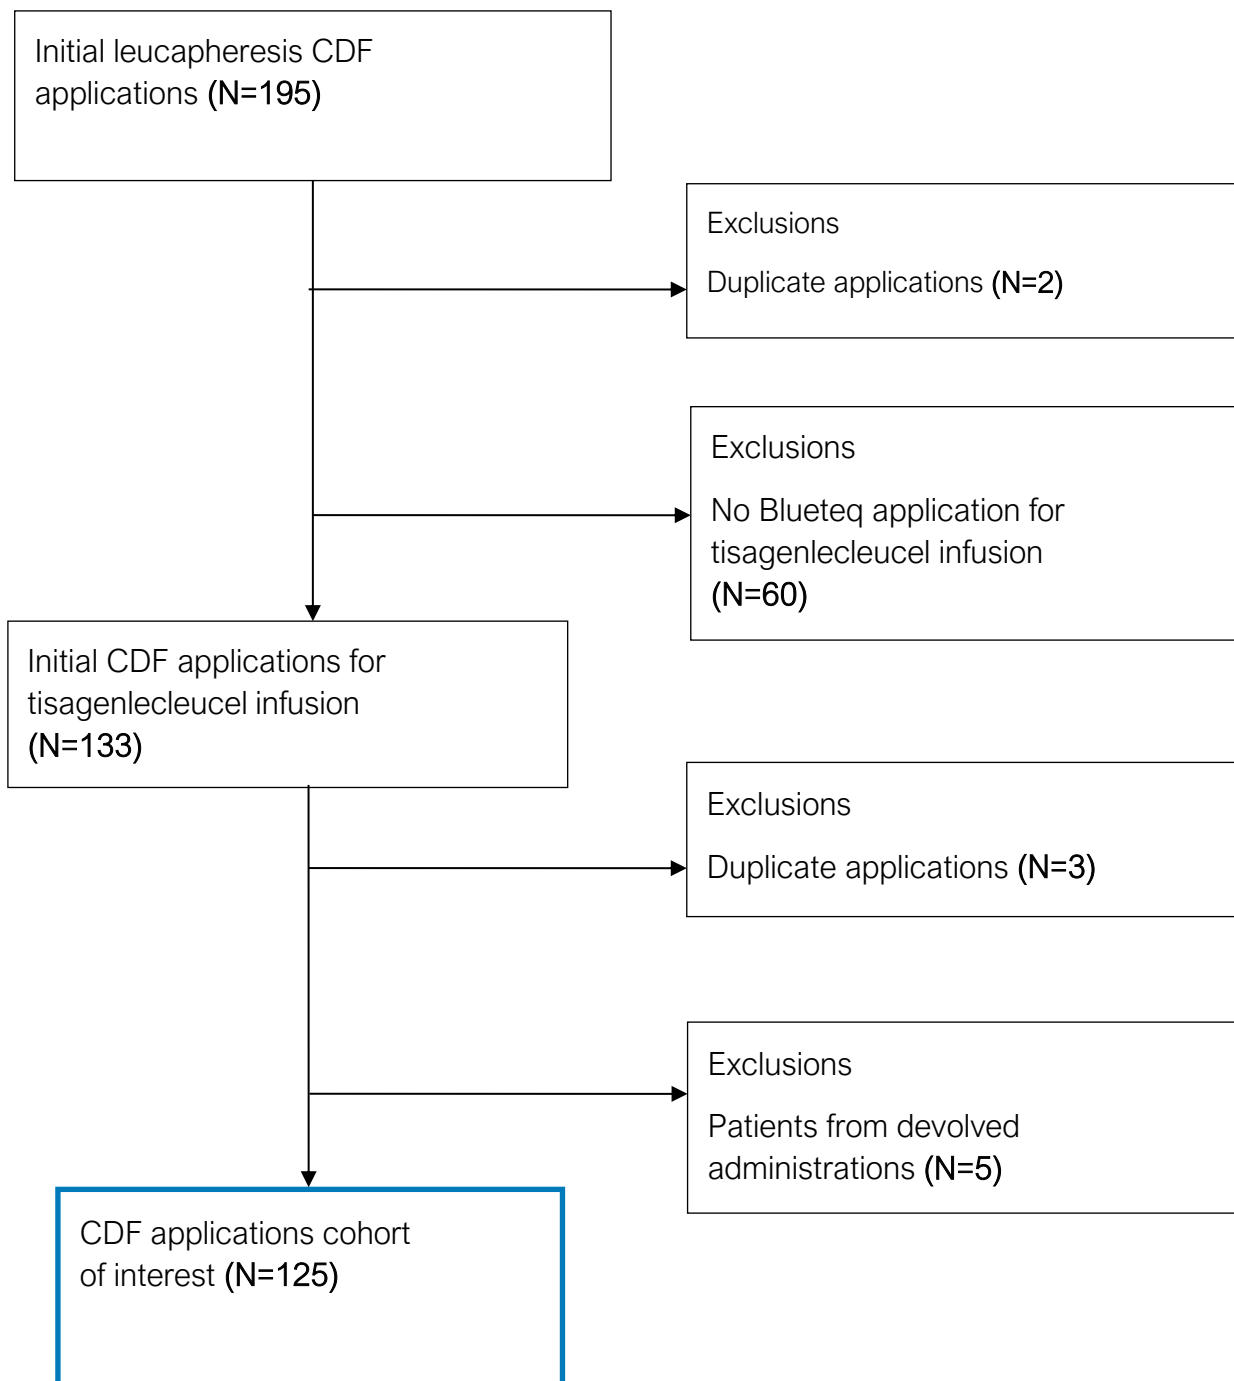 Initial leucapheresis CDF
applications (N=195)
Exclusions
Duplicate applications (N=2)
Exclusions
No Blueteq application for
tisagenlecleucel infusion
(N=60)
Initial CDF applications for
tisagenlecleucel infusion
(N=133)
Exclusions
Duplicate applications (N=3)
Exclusions
Patients from devolved
administrations (N=5)
CDF applications cohort
of interest (N=125)